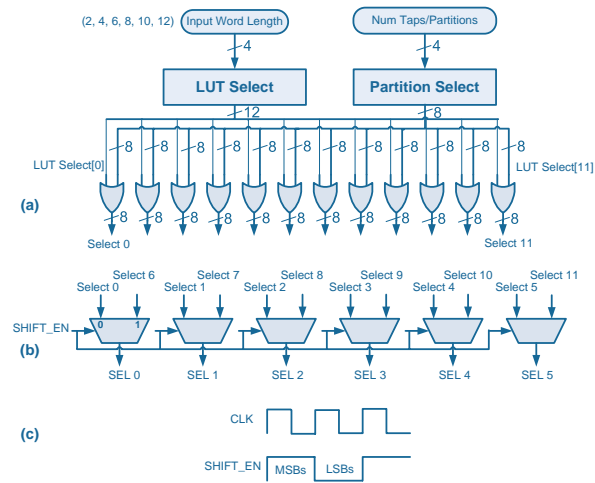 (2, 4, 6, 8, 10, 12) Input Word Length Num Taps/Partitions
4 4
LUT Select Partition Select
12 8
8 8 8 8 8 8 8 8 8 8 8 8
LUT Select[0] LUT Select[11]
(a)
8 8 8 8 8 8 8 8 8 8 8 8
Select 0 Select 11
Select 6 Select 7 Select 8 Select 9 Select 10 Select 11
Select 0 Select 1 Select 2 Select 3 Select 4 Select 5
SHIFT_EN 0 1
(b)
SEL 0 SEL 1 SEL 2 SEL 3 SEL 4 SEL 5
CLK
(c)
SHIFT_EN MSBs LSBs